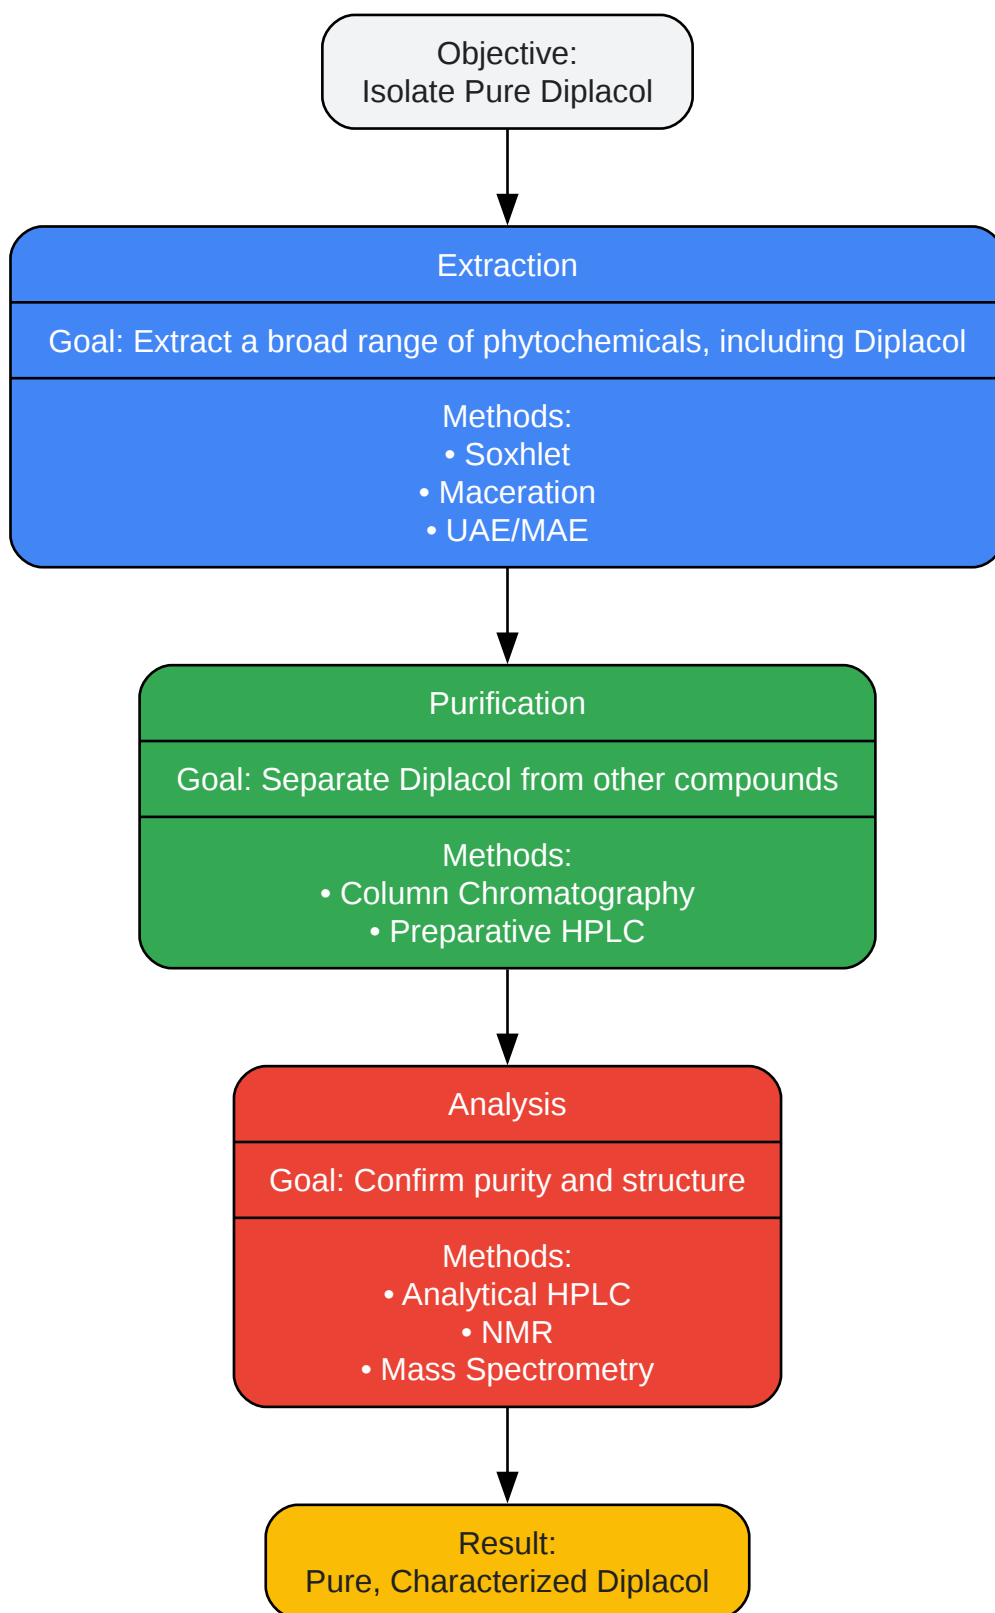 Objective:
Isolate Pure Diplacol
Extraction
Goal: Extract a broad range of phytochemicals, including Diplacol
Methods:
• Soxhlet
• Maceration
• UAE/MAE
Purification
Goal: Separate Diplacol from other compounds
Methods:
• Column Chromatography
• Preparative HPLC
Analysis
Goal: Confirm purity and structure
Methods:
• Analytical HPLC
• NMR
• Mass Spectrometry
Result:
Pure, Characterized Diplacol